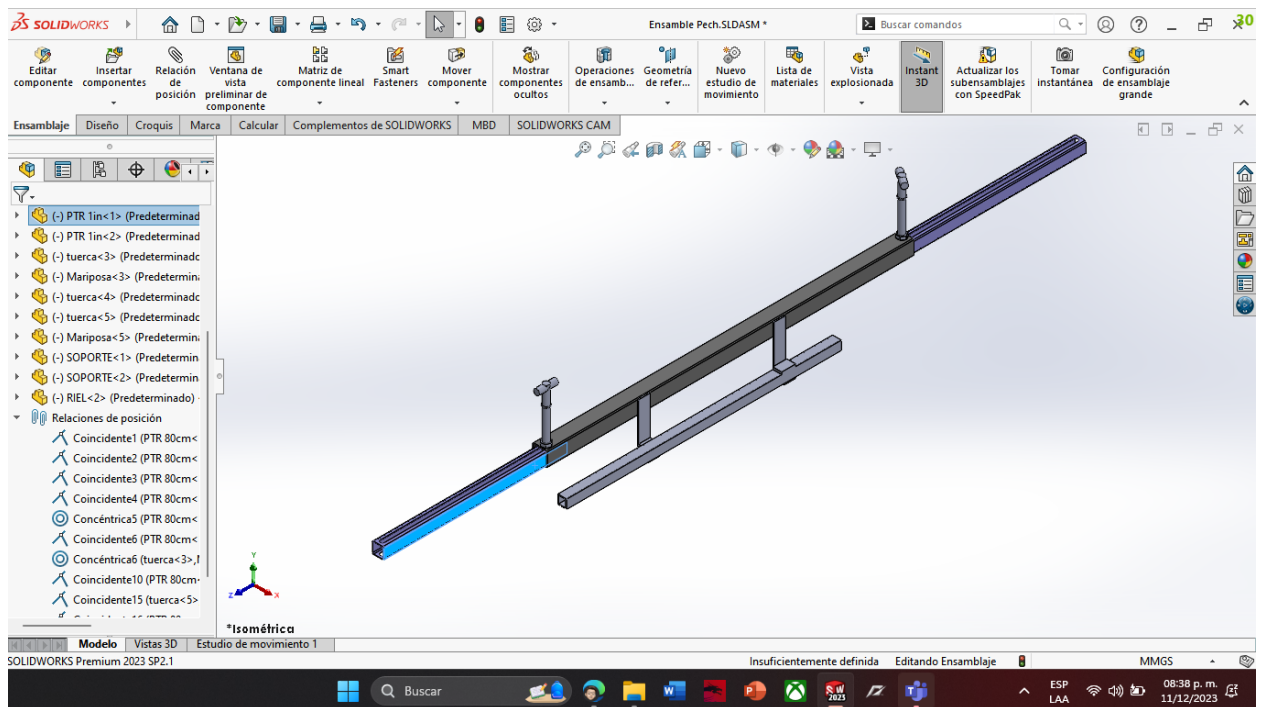 SOLIDWORKS
Ensamble Pech.SLDASM *
Buscar comandos
30
Editar componente
Insertar componentes
Relación de posición
Ventana de vista preliminar de componente
Matriz de componente lineal
Smart Fasteners
Mover componente
Mostrar componentes ocultos
Operaciones de ensamb...
Geometría de refer...
Nuevo estudio de movimiento
Lista de materiales
Vista explosionada
Instant 3D
Actualizar los subensamblajes con SpeedPak
Tomar instantánea
Configuración de ensamblaje grande
Ensamblaje Diseño Croquis Marca Calcular Complementos de SOLIDWORKS MBD SOLIDWORKS CAM
(-) PTR 1in<1> (Predeterminad
(-) PTR 1in<2> (Predeterminad
(-) tuerca<3> (Predeterminado
(-) Mariposa<3> (Predetermin
(-) tuerca<4> (Predeterminado
(-) tuerca<5> (Predeterminado
(-) Mariposa<5> (Predetermin
(-) SOPORTE<1> (Predetermin
(-) SOPORTE<2> (Predetermin
(-) RIEL<2> (Predeterminado)
Relaciones de posición
Coincidente1 (PTR 80cm<
Coincidente2 (PTR 80cm<
Coincidente3 (PTR 80cm<
Coincidente4 (PTR 80cm<
Concéntrica5 (PTR 80cm<
Coincidente6 (PTR 80cm<
Concéntrica6 (tuerca<3>,
Coincidente10 (PTR 80cm
Coincidente15 (tuerca<5>
Y
Z X
*Isométrica
Modelo Vistas 3D Estudio de movimiento 1
SOLIDWORKS Premium 2023 SP2.1
Insuficientemente definida Editando Ensamblaje MMGS
Buscar
SW 2023
ESP
LAA
08:38 p. m.
11/12/2023